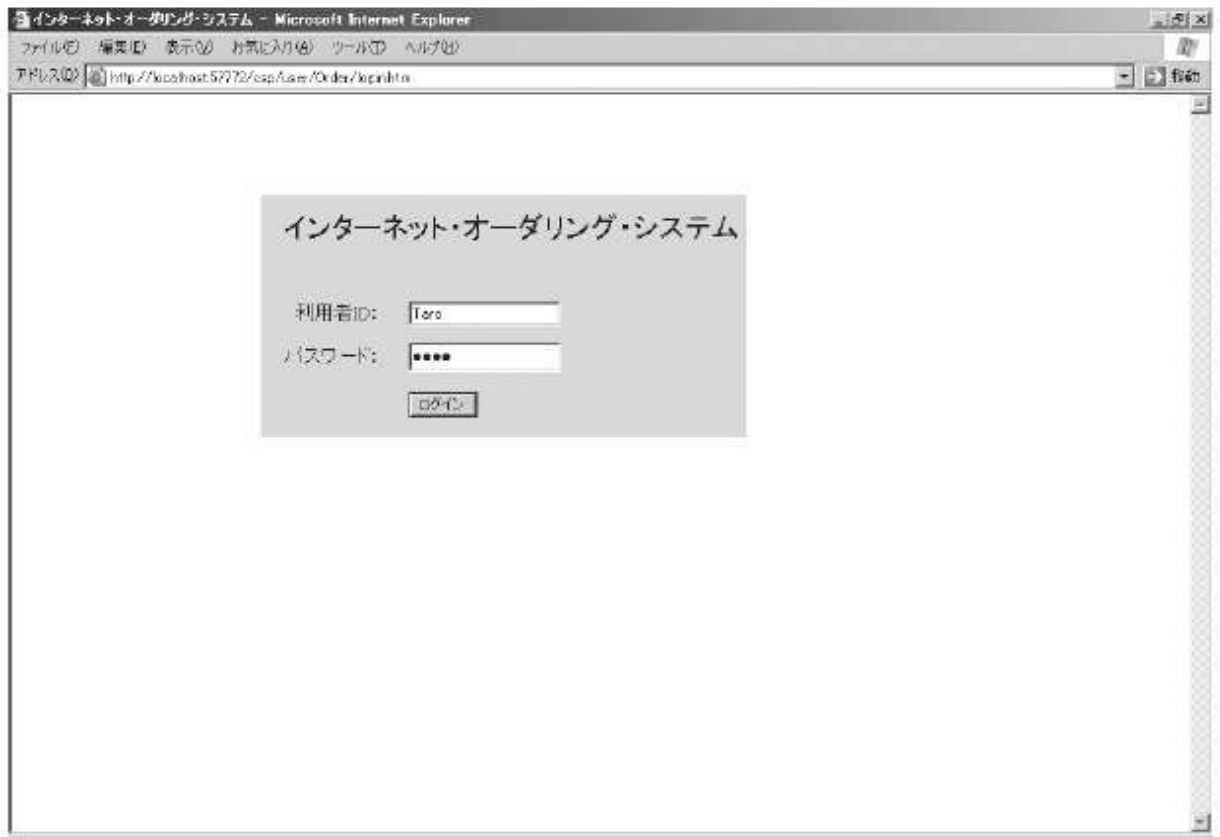 インターネット・オーダリング・システム - Microsoft Internet Explorer
ファイル(F) 編集(E) 表示(V) お気に入り(A) ツール(T) ヘルプ(H)
アドレス(D) http://localhost:57772/csp/user/Order/login.htm 移動
インターネット・オーダリング・システム
利用者ID: Taro
パスワード: ●●●●
ログイン